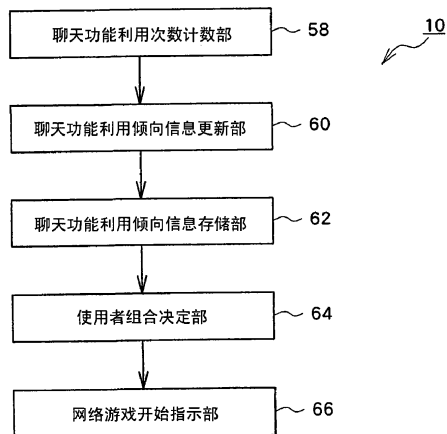 10
聊天功能利用次数计数部 58
聊天功能利用倾向信息更新部 60
聊天功能利用倾向信息存储部 62
使用者组合决定部 64
网络游戏开始指示部 66